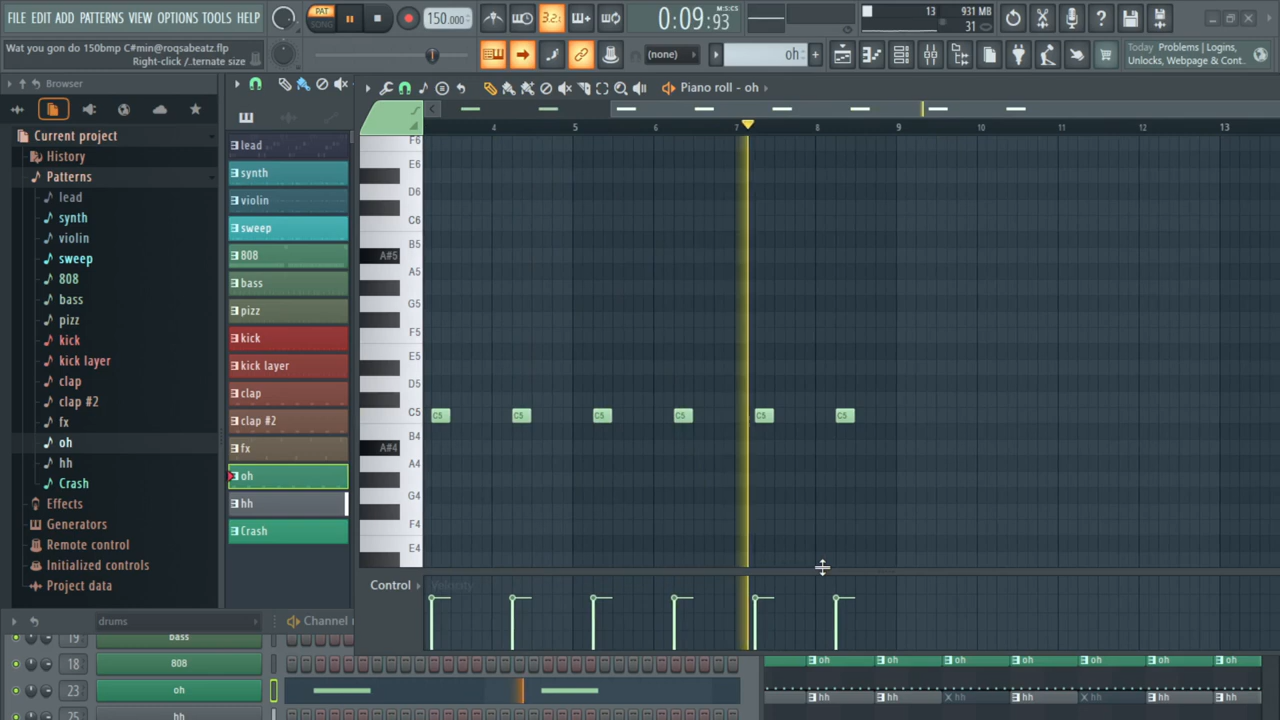 FILE EDIT ADD PATTERNS VIEW OPTIONS TOOLS HELP
PAT
SONG
150.000
3.2
0:09:93
M:S:CS
13
931 MB
31
Wat you gon do 150bmp C#min@roqsabeatz.flp
Right-click /.ternate size
(none)
oh
Today Problems | Logins,
Unlocks, Webpage & Cont..
Browser
Piano roll - oh
Current project
History
Patterns
lead
synth
violin
sweep
808
bass
pizz
kick
kick layer
clap
clap #2
fx
oh
hh
Crash
Effects
Generators
Remote control
Initialized controls
Project data
lead
synth
violin
sweep
808
bass
pizz
kick
kick layer
clap
clap #2
fx
oh
hh
Crash
4 5 6 7 8 9 10 11 12 13
F6
E6
D6
C6
B5
A#5
A5
G5
F5
E5
D5
C5
B4
A#4
A4
G4
F4
E4
C5 C5 C5 C5 C5 C5
Control
Velocity
drums
Channel r
19 bass
18 808
23 oh
25 hh
oh oh oh oh oh oh oh
hh hh hh hh hh hh hh